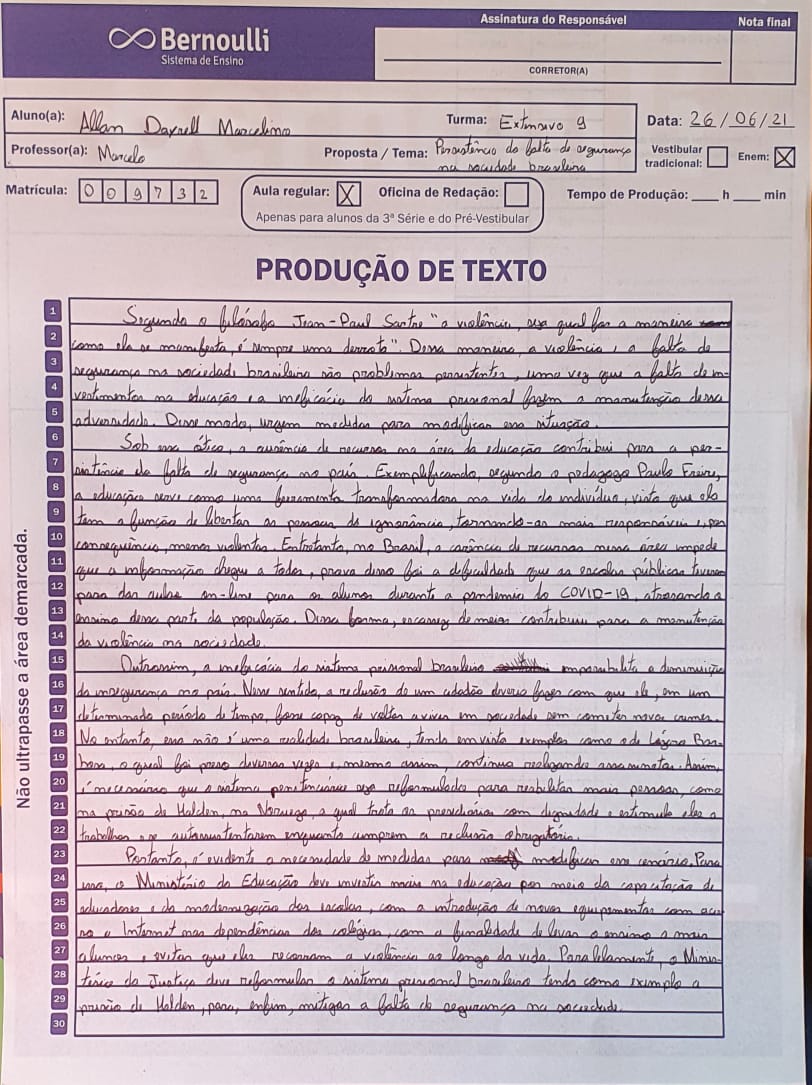 Bernoulli
Sistema de Ensino
Assinatura do Responsável
CORRETOR(A)
Nota final
Aluno(a): Allan Dayrell Marcelino
Turma: Extensivo 9
Data: 26/06/21
Professor(a): Marcelo
Proposta / Tema: Persistência da falta de segurança na sociedade brasileira
Vestibular tradicional:
Enem: X
Matrícula: 009732
Aula regular: X
Oficina de Redação:
Apenas para alunos da 3ª Série e do Pré-Vestibular
Tempo de Produção: ___ h ___ min
PRODUÇÃO DE TEXTO
Não ultrapasse a área demarcada.
1 Segundo o filósofo Jean-Paul Sartre "a violência, seja qual for a maneira
2 como ela se manifesta, é sempre uma derrota". Dessa maneira, a violência e a falta de
3 segurança na sociedade brasileira são problemas persistentes, uma vez que a falta de in-
4 vestimentos na educação e a ineficácia do sistema prisional fazem a manutenção dessa
5 adversidade. Desse modo, urgem medidas para modificar essa situação.
6 Sob essa ótica, a ausência de recursos na área da educação contribui para a per-
7 sistência da falta de segurança no país. Exemplificando, segundo o pedagogo Paulo Freire,
8 a educação serve como uma ferramenta transformadora na vida do indivíduo, visto que ela
9 tem a função de libertar as pessoas da ignorância, tornando-as mais responsáveis e, por
10 consequência, menos violentas. Entretanto, no Brasil, a carência de recursos nessa área impede
11 que a informação chegue a todos, prova disso foi a dificuldade que as escolas públicas tiveram
12 para dar aulas on-line para os alunos durante a pandemia do COVID-19, atrasando o
13 ensino dessa parte da população. Dessa forma, escassez de meios contribuem para a manutenção
14 da violência na sociedade.
15 Outrossim, a ineficácia do sistema prisional brasileiro impossibilita a diminuição
16 da insegurança no país. Nesse sentido, a reclusão de um cidadão deveria fazer com que ele, em um
17 determinado período de tempo, fosse capaz de voltar a viver em sociedade sem cometer novos crimes.
18 No entanto, essa não é uma realidade brasileira, tendo em vista exemplos como o de Lázaro Bar-
19 bosa, o qual foi preso diversas vezes e, mesmo assim, continua realizando assassinatos. Assim,
20 é necessário que o sistema penitenciário seja reformulado para reabilitar mais pessoas, como
21 na prisão de Halden, na Noruega, a qual trata os presidiários com dignidade e estimula eles a
22 trabalhar e se autossustentarem enquanto cumprem a reclusão obrigatória.
23 Portanto, é evidente a necessidade de medidas para modificar esse cenário. Para
24 isso, o Ministério da Educação deve investir mais na educação por meio da capacitação de
25 educadores e da modernização das escolas, com a introdução de novos equipamentos com aces-
26 so a Internet nas dependências dos colégios, com a finalidade de levar o ensino a mais
27 alunos e evitar que eles recorram a violência ao longo da vida. Paralelamente, o Minis-
28 tério da Justiça deve reformular o sistema prisional brasileiro tendo como exemplo a
29 prisão de Halden, para, enfim, mitigar a falta de segurança na sociedade.
30